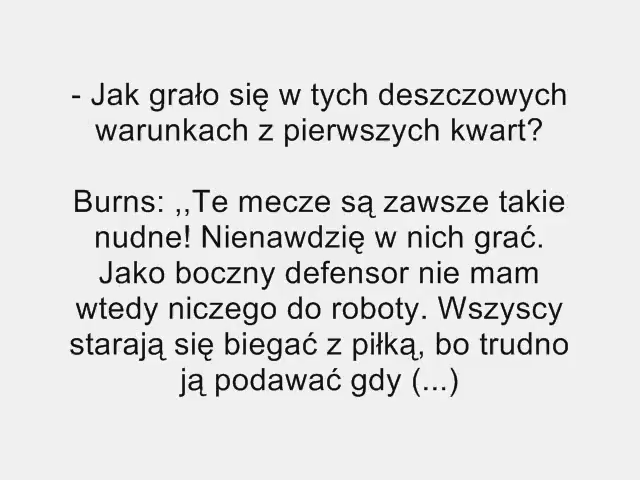 - Jak grało się w tych deszczowych
warunkach z pierwszych kwart?
Burns: ,,Te mecze są zawsze takie
nudne! Nienawdzię w nich grać.
Jako boczny defensor nie mam
wtedy niczego do roboty. Wszyscy
starają się biegać z piłką, bo trudno
ją podawać gdy (...)